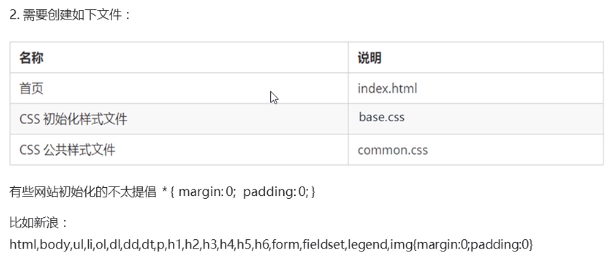 2. 需要创建如下文件：
名称 说明
首页 index.html
CSS 初始化样式文件 base.css
CSS 公共样式文件 common.css
有些网站初始化的不太提倡 * { margin: 0; padding: 0; }
比如新浪：
html,body,ul,li,ol,dl,dd,dt,p,h1,h2,h3,h4,h5,h6,form,fieldset,legend,img{margin:0;padding:0}